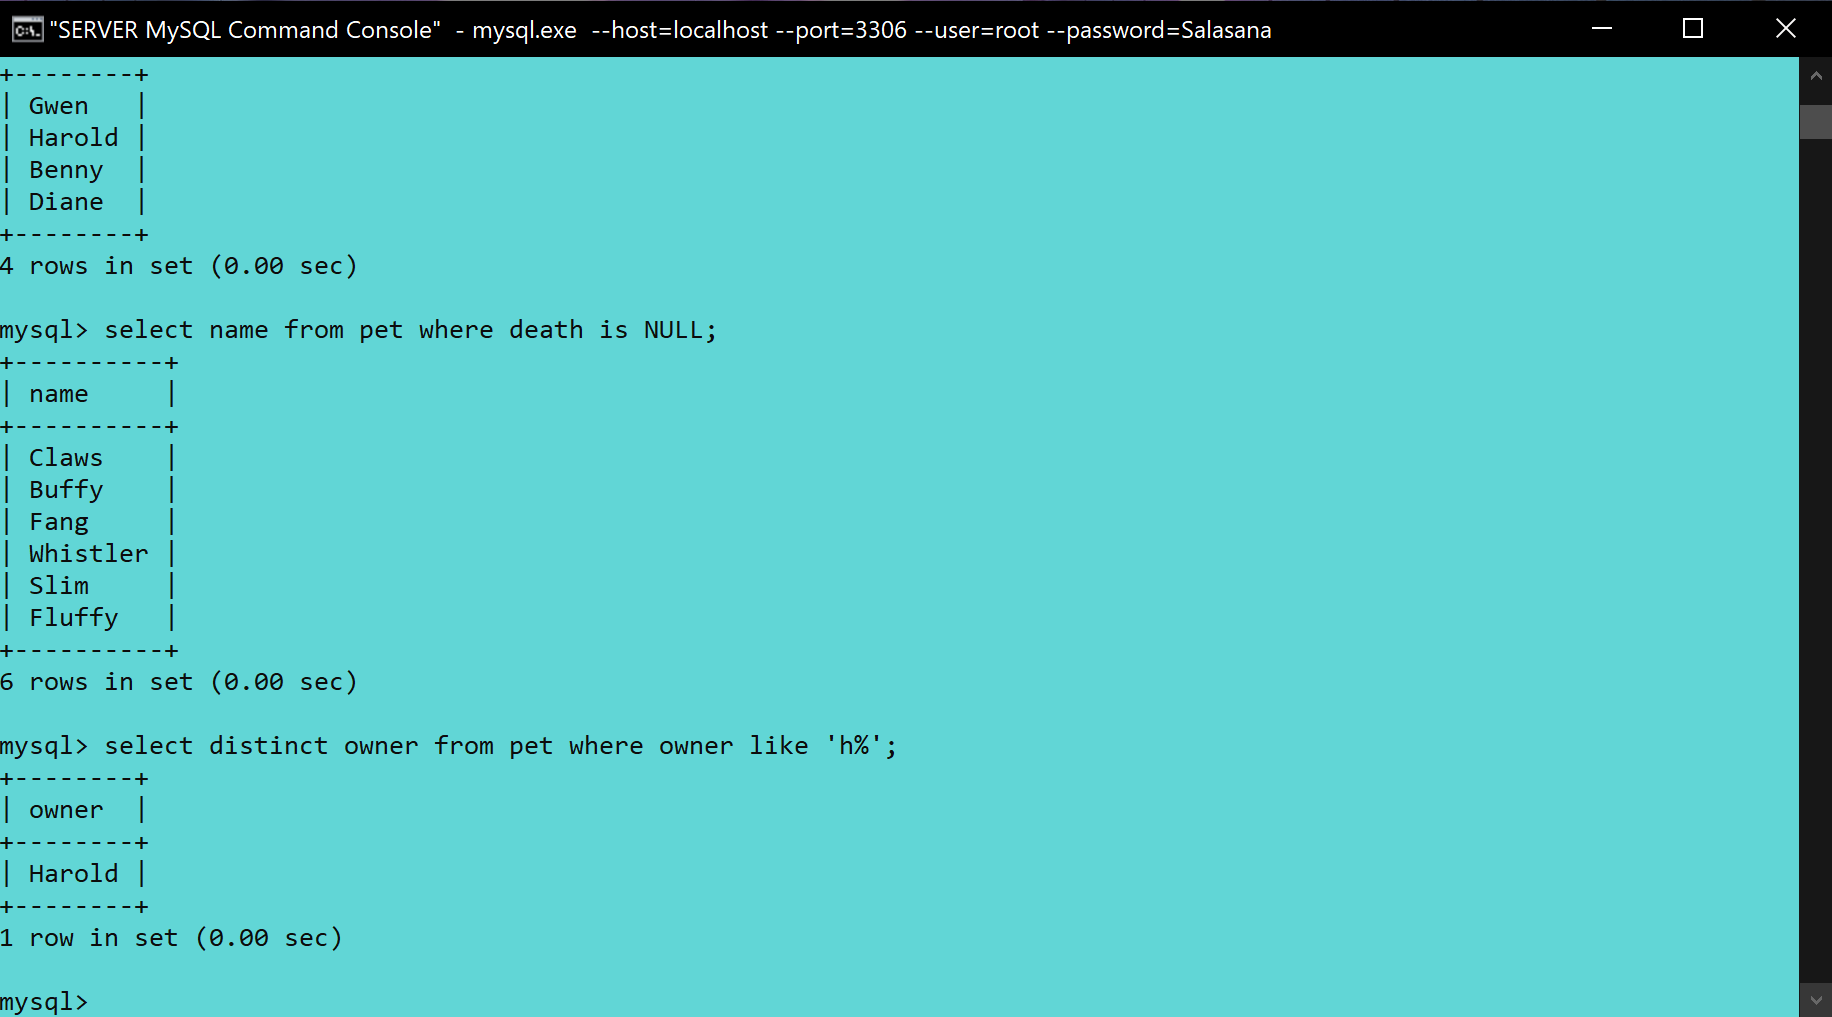 "SERVER MySQL Command Console" - mysql.exe --host=localhost --port=3306 --user=root --password=Salasana
+--------+
| Gwen   |
| Harold |
| Benny  |
| Diane  |
+--------+
4 rows in set (0.00 sec)
mysql> select name from pet where death is NULL;
+----------+
| name     |
+----------+
| Claws    |
| Buffy    |
| Fang     |
| Whistler |
| Slim     |
| Fluffy   |
+----------+
6 rows in set (0.00 sec)
mysql> select distinct owner from pet where owner like 'h%';
+--------+
| owner  |
+--------+
| Harold |
+--------+
1 row in set (0.00 sec)
mysql>